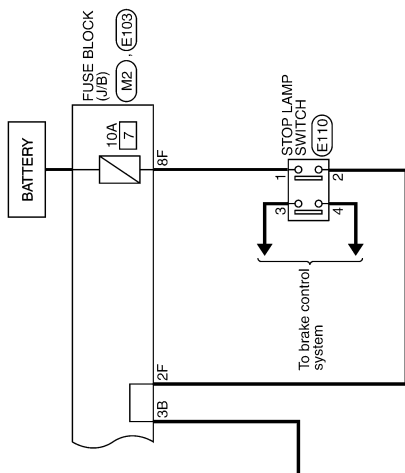 BATTERY
FUSE BLOCK
(J/B)
M2 , E103
10A
7
8F
STOP LAMP
SWITCH
E110
1
2
3
4
To brake control
system
2F
3B